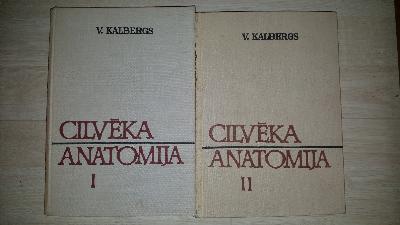 V. KALBERGS
CILVĒKA
ANATOMIJA
I
V. KALBERGS
CILVĒKA
ANATOMIJA
II